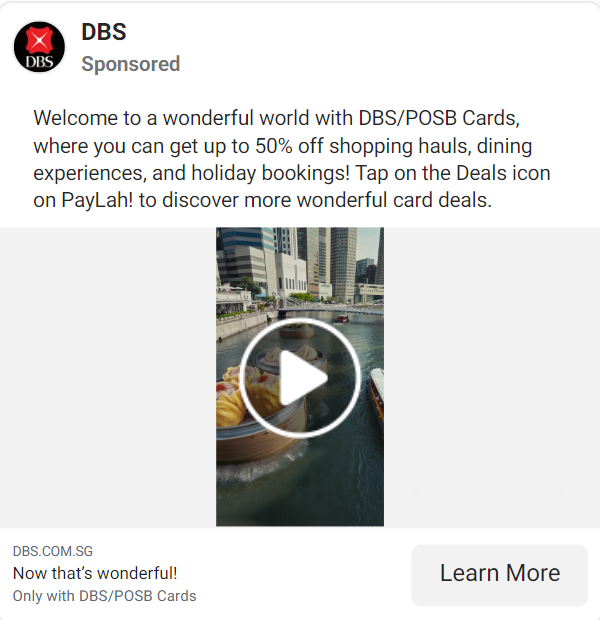 DBS
DBS
Sponsored
Welcome to a wonderful world with DBS/POSB Cards,
where you can get up to 50% off shopping hauls, dining
experiences, and holiday bookings! Tap on the Deals icon
on PayLah! to discover more wonderful card deals.
DBS.COM.SG
Now that’s wonderful!
Only with DBS/POSB Cards
Learn More